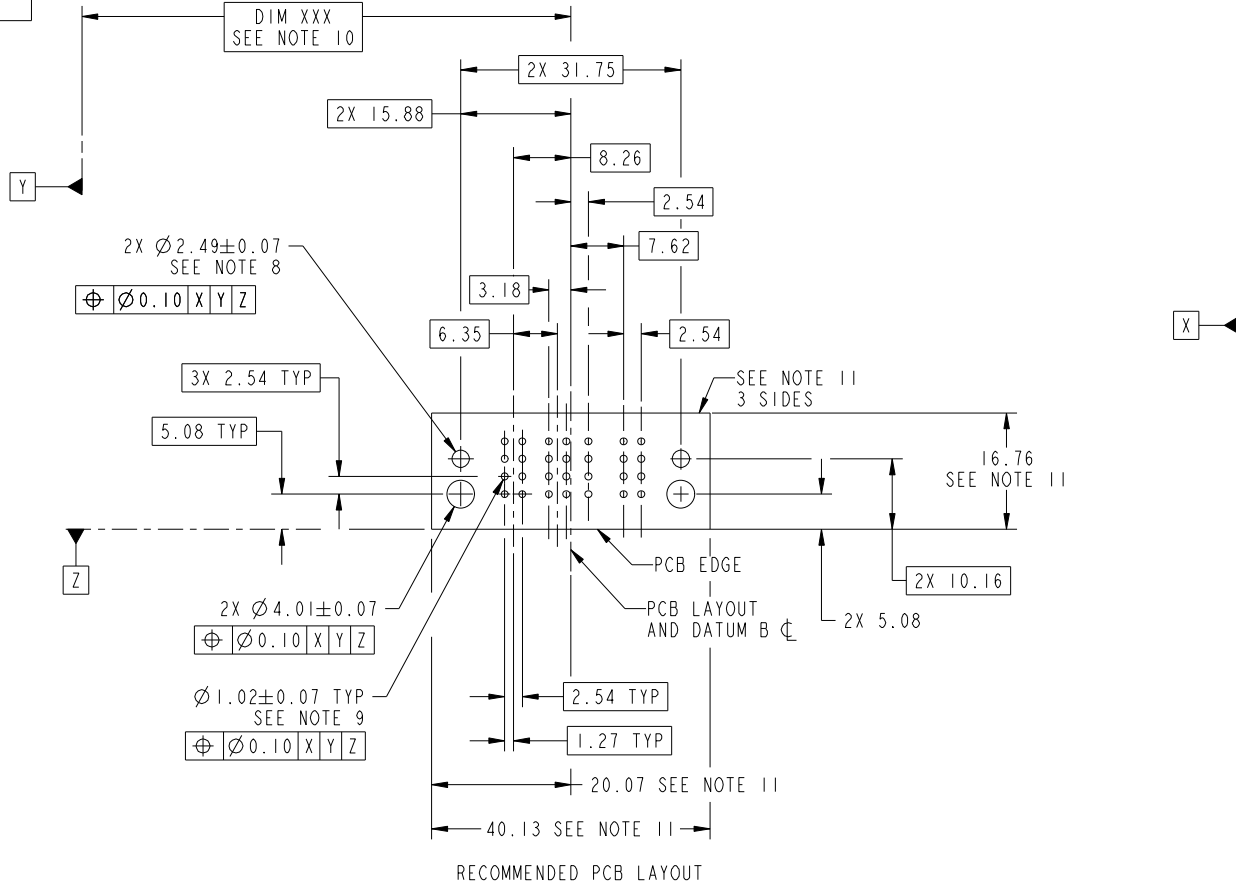 DIM XXX
SEE NOTE 10
2X 31.75
2X 15.88
8.26
Y
2.54
2X Ø2.49±0.07
SEE NOTE 8
7.62
⌖ Ø0.10 X Y Z
3.18
X
6.35
2.54
3X 2.54 TYP
SEE NOTE 11
3 SIDES
5.08 TYP
16.76
SEE NOTE 11
Z
PCB EDGE
2X 10.16
2X Ø4.01±0.07
⌖ Ø0.10 X Y Z
PCB LAYOUT
AND DATUM B ℄
2X 5.08
Ø1.02±0.07 TYP
SEE NOTE 9
⌖ Ø0.10 X Y Z
2.54 TYP
1.27 TYP
20.07 SEE NOTE 11
40.13 SEE NOTE 11
RECOMMENDED PCB LAYOUT